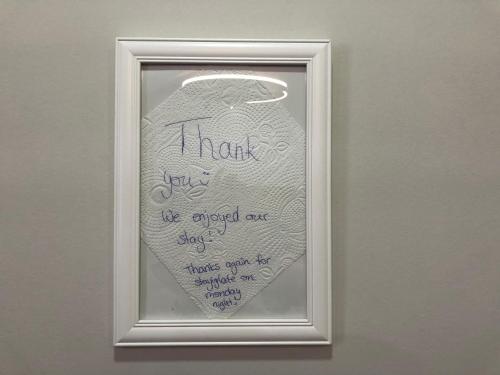 Thank
you ☺
We enjoyed our
stay!
Thanks again for
staying late on
monday
night!